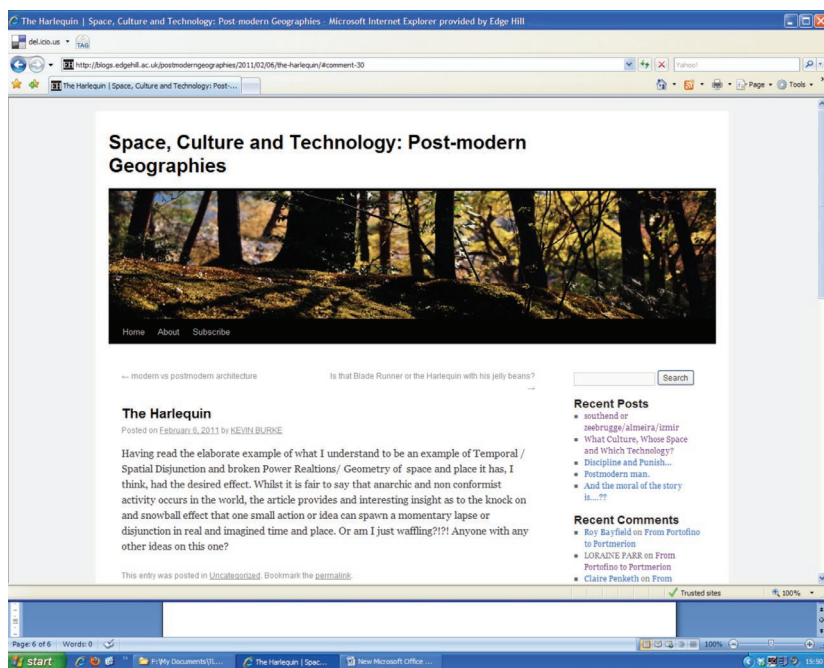 The Harlequin | Space, Culture and Technology: Post-modern Geographies - Microsoft Internet Explorer provided by Edge Hill
del.icio.us
TAG
http://blogs.edgehill.ac.uk/postmoderngeographies/2011/02/06/the-harlequin/#comment-30
Yahoo!
The Harlequin | Space, Culture and Technology: Post-...
Page
Tools
Space, Culture and Technology: Post-modern
Geographies
Home About Subscribe
← modern vs postmodern architecture
Is that Blade Runner or the Harlequin with his jelly beans?
→
The Harlequin
Posted on February 6, 2011 by KEVIN BURKE
Having read the elaborate example of what I understand to be an example of Temporal /
Spatial Disjunction and broken Power Realtions/ Geometry of space and place it has, I
think, had the desired effect. Whilst it is fair to say that anarchic and non conformist
activity occurs in the world, the article provides and interesting insight as to the knock on
and snowball effect that one small action or idea can spawn a momentary lapse or
disjunction in real and imagined time and place. Or am I just waffling?!?! Anyone with any
other ideas on this one?
This entry was posted in Uncategorized. Bookmark the permalink.
Search
Recent Posts
southend or
zeebrugge/almeira/izmir
What Culture, Whose Space
and Which Technology?
Discipline and Punish...
Postmodern man.
And the moral of the story
is....??
Recent Comments
Roy Bayfield on From Portofino
to Portmerion
LORAINE PARR on From
Portofino to Portmerion
Claire Penketh on From
Trusted sites
100%
Page: 6 of 6 Words: 0
100%
start
F:\My Documents\TL...
The Harlequin | Spac...
New Microsoft Office ...
15:50